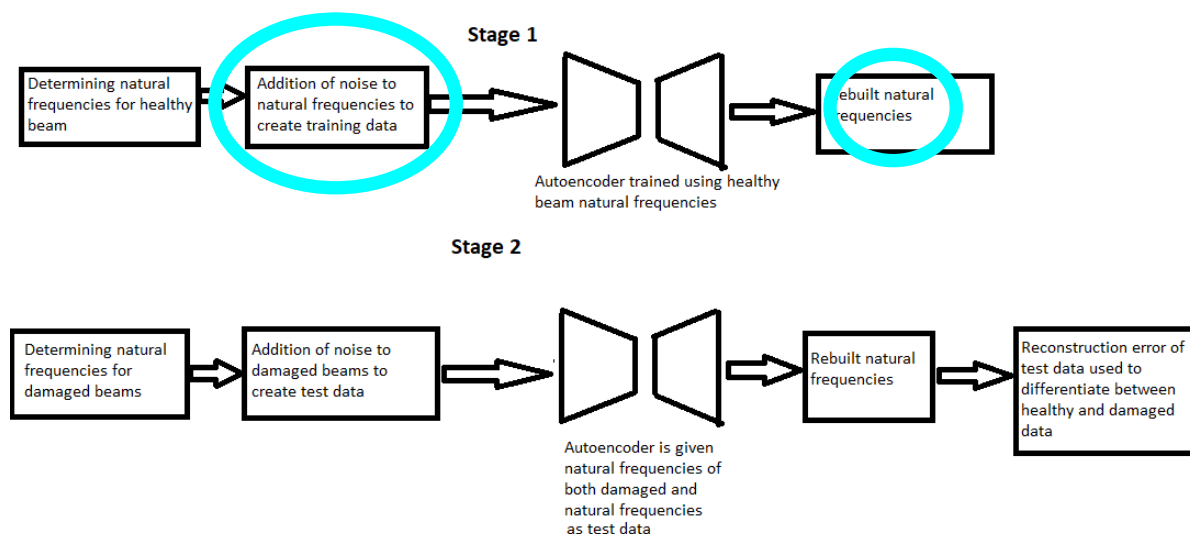 Stage 1
Determining natural
frequencies for healthy
beam
Addition of noise to
natural frequencies to
create training data
Autoencoder trained using healthy
beam natural frequencies
ebuilt natural
requencies
Stage 2
Determining natural
frequencies for
damaged beams
Addition of noise to
damaged beams to
create test data
Autoencoder is given
natural frequencies of
both damaged and
natural frequencies
as test data
Rebuilt natural
frequencies
Reconstruction error of
test data used to
differentiate between
healthy and damaged
data